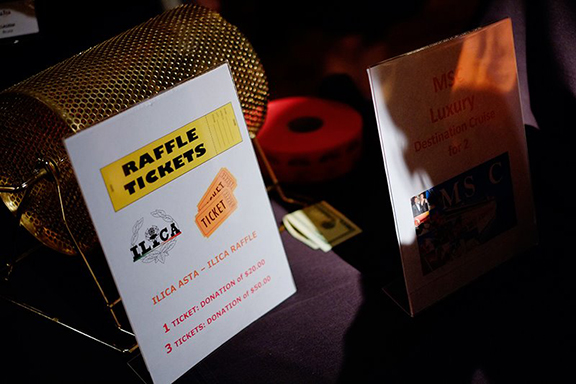 RAFFLE
TICKETS
TICKET
ILICA
ILICA ASTA – ILICA RAFFLE
1 TICKET: DONATION of $20.00
3 TICKETS: DONATION of $50.00
MSC
Luxury
Destination Cruise
for 2
MSC